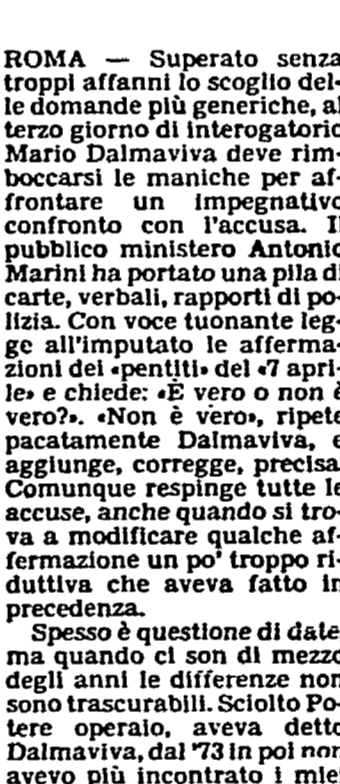 ROMA — Superato senza
troppi affanni lo scoglio del-
le domande più generiche, al
terzo giorno di interrogatorio
Mario Dalmaviva deve rim-
boccarsi le maniche per af-
frontare un impegnativo
confronto con l'accusa. Il
pubblico ministero Antonio
Marini ha portato una pila di
carte, verbali, rapporti di po-
lizia. Con voce tuonante leg-
ge all'imputato le afferma-
zioni dei «pentiti» del «7 apri-
le» e chiede: «È vero o non è
vero?». «Non è vero», ripete
pacatamente Dalmaviva, e
aggiunge, corregge, precisa.
Comunque respinge tutte le
accuse, anche quando si tro-
va a modificare qualche af-
fermazione un po' troppo ri-
duttiva che aveva fatto in
precedenza.
Spesso è questione di date
ma quando ci son di mezzo
degli anni le differenze non
sono trascurabili. Sciolto Po-
tere operaio, aveva detto
Dalmaviva, dal '73 in poi non
avevo più incontrato i miei